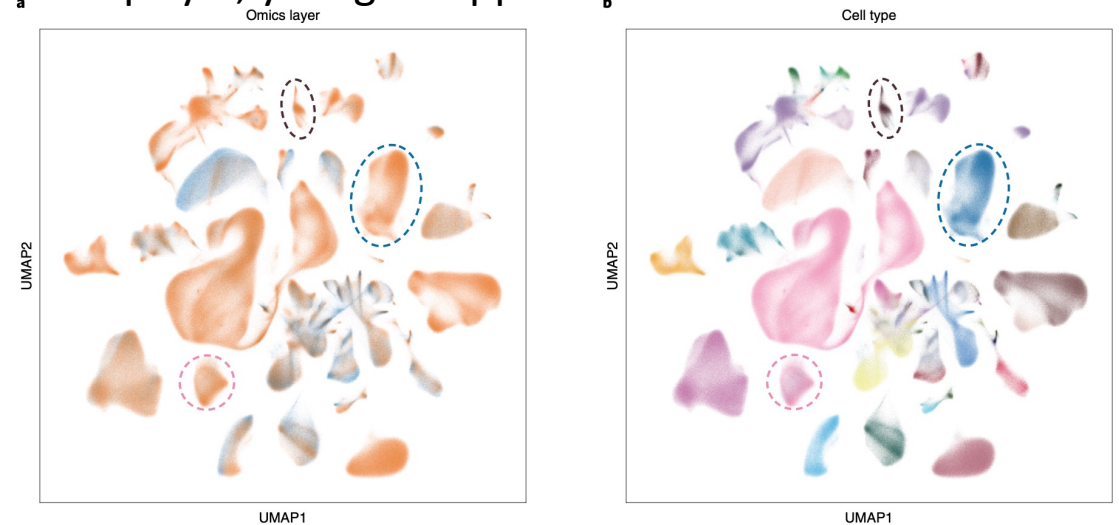 a
Omics layer
UMAP2
UMAP1
b
Cell type
UMAP2
UMAP1